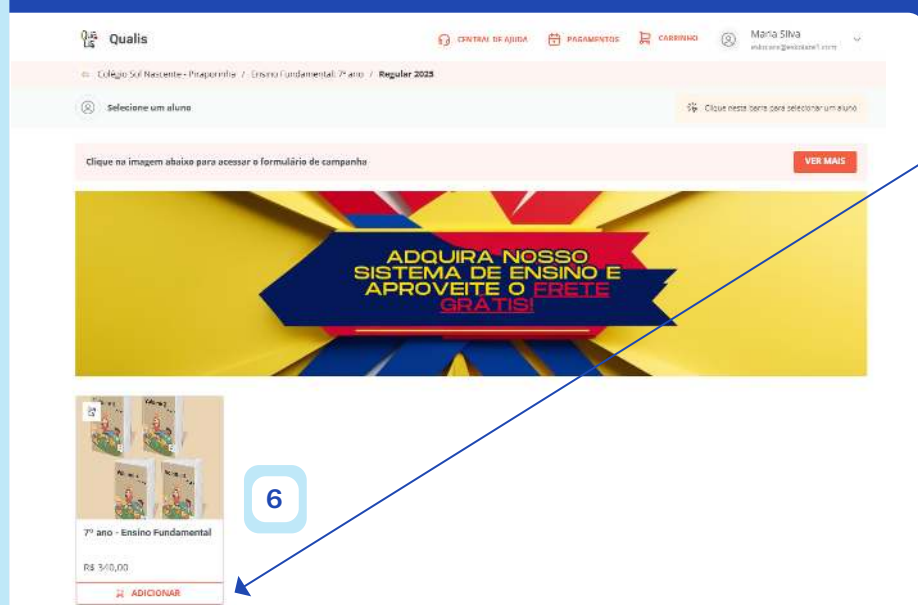 Qualis
CENTRAL DE AJUDA
PAGAMENTOS
CARRINHO
Maria Silva
Colégio Sol Nascente - Piraporinha / Ensino Fundamental: 7º ano / Regular 2025
Selecione um aluno
Clique nesta barra para selecionar um aluno
Clique na imagem abaixo para acessar o formulário de campanha
VER MAIS
ADQUIRA NOSSO
SISTEMA DE ENSINO E
APROVEITE O FRETE
GRÁTIS!
6
7º ano - Ensino Fundamental
R$ 340,00
ADICIONAR